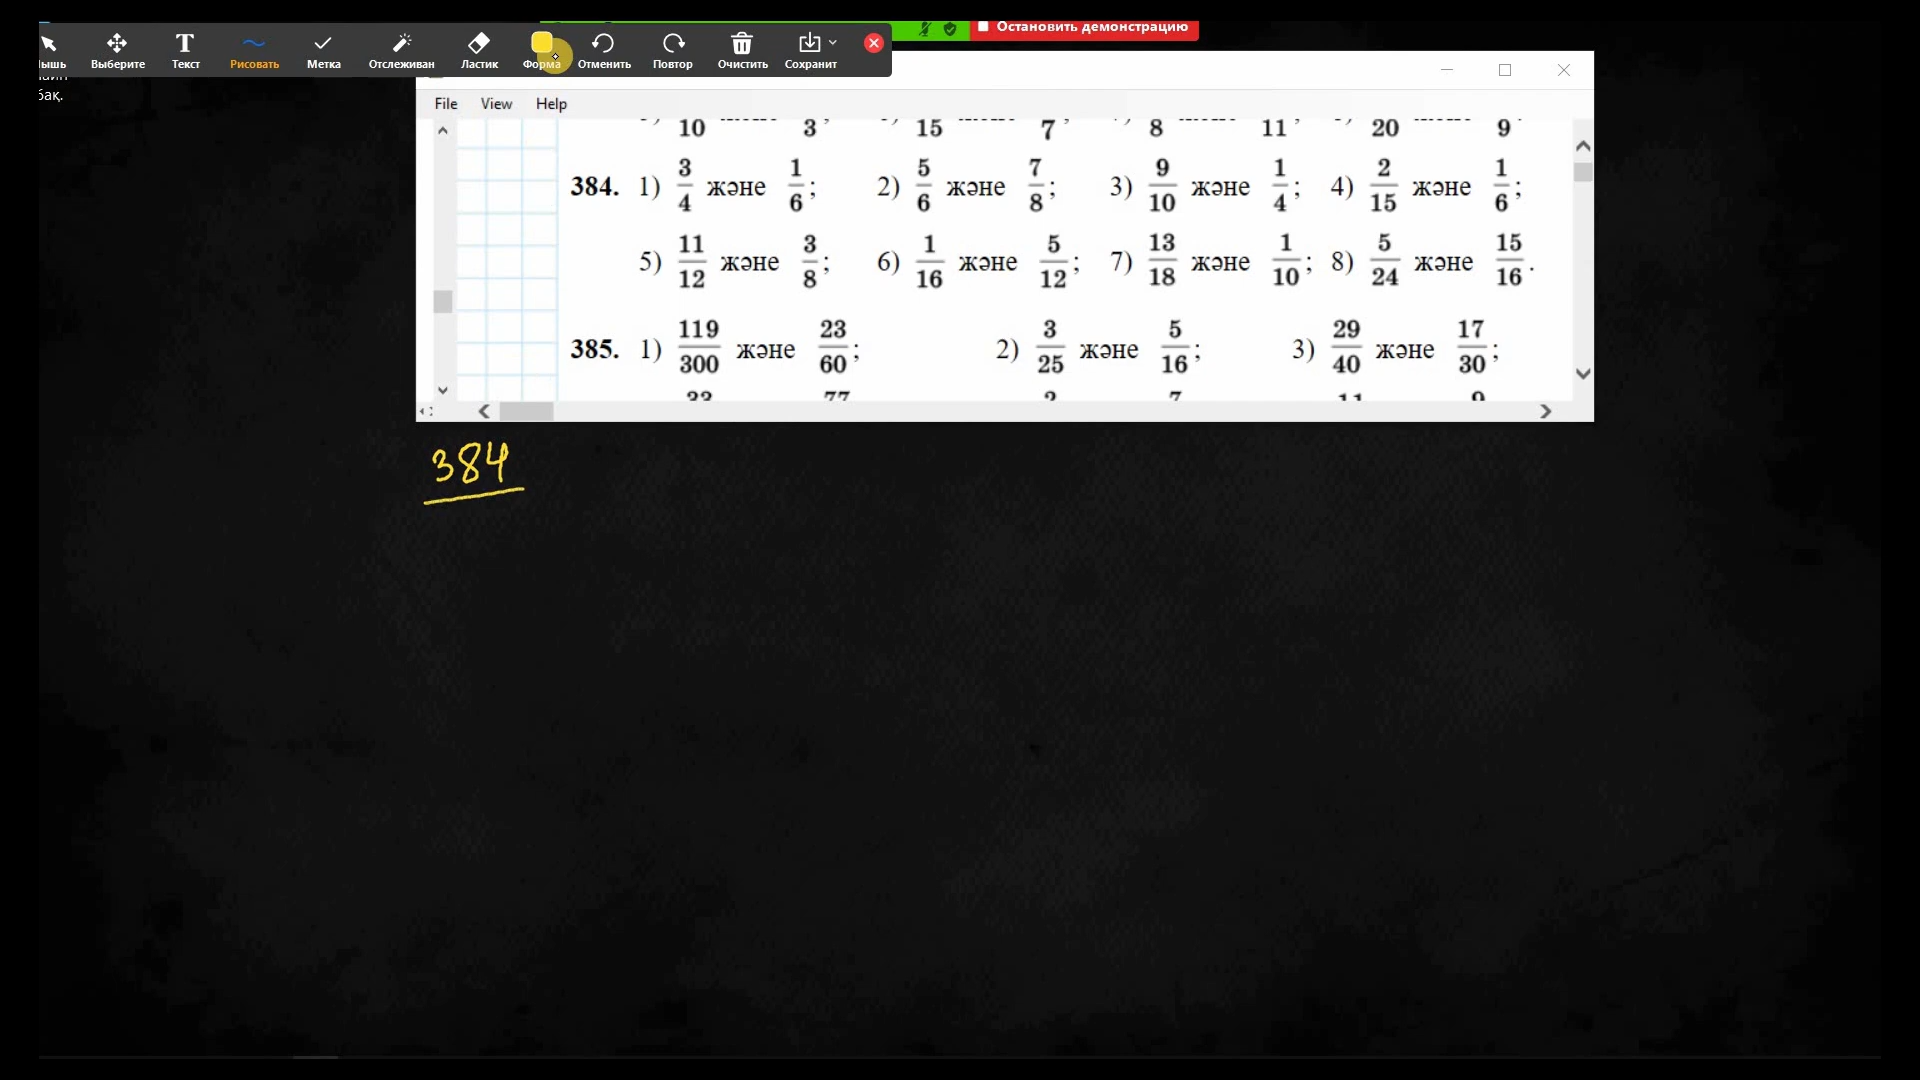 Остановить демонстрацию
ышь Выберите Текст Рисовать Метка Отслеживан Ластик Форма Отменить Повтор Очистить Сохранит
бақ.
File View Help
10 3 15 7 8 11 20 9
384. 1) 3/4 және 1/6; 2) 5/6 және 7/8; 3) 9/10 және 1/4; 4) 2/15 және 1/6;
5) 11/12 және 3/8; 6) 1/16 және 5/12; 7) 13/18 және 1/10; 8) 5/24 және 15/16.
385. 1) 119/300 және 23/60; 2) 3/25 және 5/16; 3) 29/40 және 17/30;
384